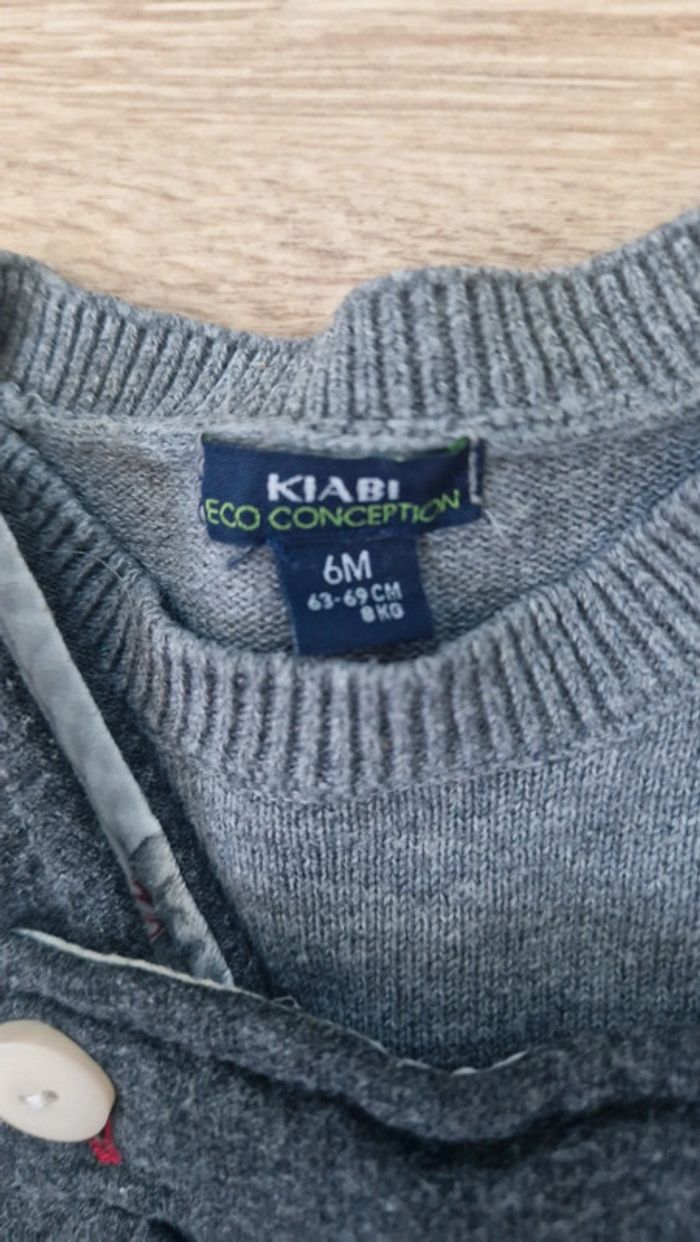 KIABI
ECO CONCEPTION
6M
63-69 CM
8 KG